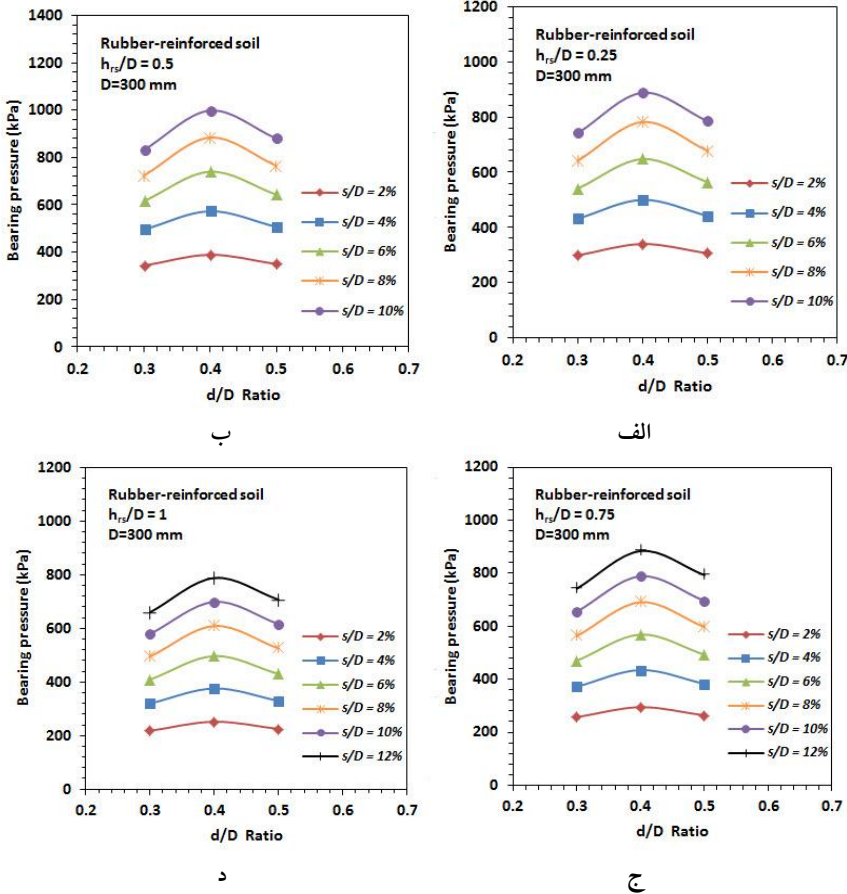 1400
1200
1000
800
600
400
200
0
Bearing pressure (kPa)
Rubber-reinforced soil
hrs/D = 0.5
D=300 mm
s/D = 2%
s/D = 4%
s/D = 6%
s/D = 8%
s/D = 10%
0.2 0.3 0.4 0.5 0.6 0.7
d/D Ratio
ب
1200
1000
800
600
400
200
0
Bearing pressure (kPa)
Rubber-reinforced soil
hrs/D = 0.25
D=300 mm
s/D = 2%
s/D = 4%
s/D = 6%
s/D = 8%
s/D = 10%
0.2 0.3 0.4 0.5 0.6 0.7
d/D Ratio
الف
1200
1000
800
600
400
200
0
Bearing pressure (kPa)
Rubber-reinforced soil
hrs/D = 1
D=300 mm
s/D = 2%
s/D = 4%
s/D = 6%
s/D = 8%
s/D = 10%
s/D = 12%
0.2 0.3 0.4 0.5 0.6 0.7
d/D Ratio
د
1200
1000
800
600
400
200
0
Bearing pressure (kPa)
Rubber-reinforced soil
hrs/D = 0.75
D=300 mm
s/D = 2%
s/D = 4%
s/D = 6%
s/D = 8%
s/D = 10%
s/D = 12%
0.2 0.3 0.4 0.5 0.6 0.7
d/D Ratio
ج